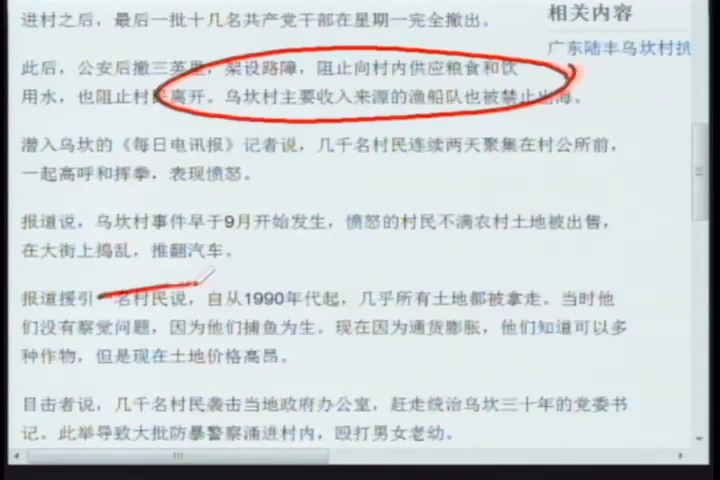 进村之后，最后一批十几名共产党干部在星期一完全撤出。
相关内容
广东陆丰乌坎村抗
此后，公安后撤三英里，架设路障，阻止向村内供应粮食和饮
用水，也阻止村民离开。乌坎村主要收入来源的渔船队也被禁止出海。
潜入乌坎的《每日电讯报》记者说，几千名村民连续两天聚集在村公所前，
一起高呼和挥拳，表现愤怒。
报道说，乌坎村事件早于9月开始发生，愤怒的村民不满农村土地被出售，
在大街上捣乱，推翻汽车。
报道援引一名村民说，自从1990年代起，几乎所有土地都被拿走。当时他
们没有察觉问题，因为他们捕鱼为生。现在因为通货膨胀，他们知道可以多
种作物，但是现在土地价格高昂。
目击者说，几千名村民袭击当地政府办公室，赶走统治乌坎三十年的党委书
记。此举导致大批防暴警察涌进村内，殴打男女老幼。